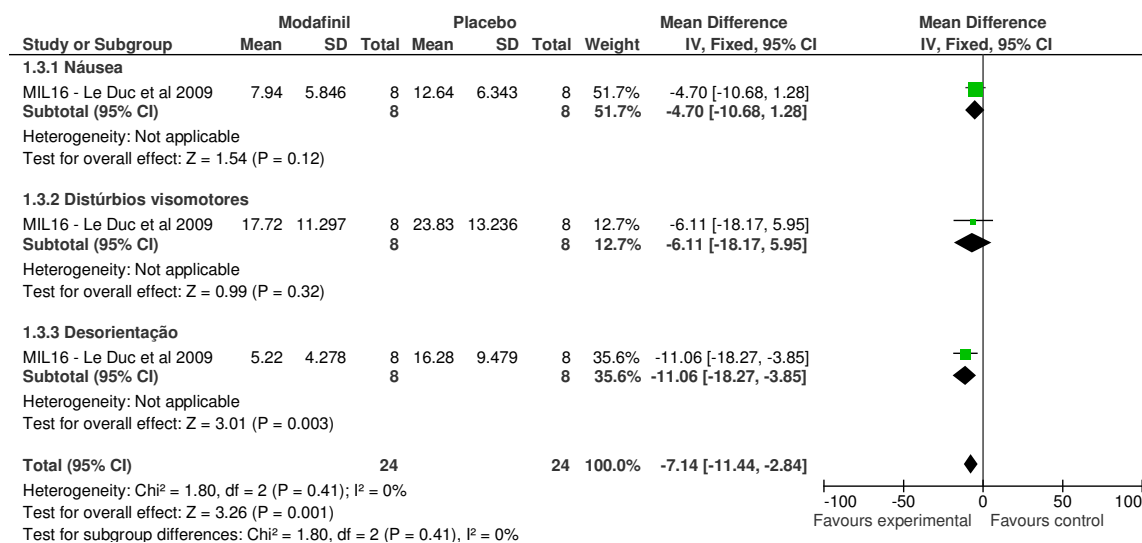 Modafinil Placebo Mean Difference Mean Difference
Study or Subgroup Mean SD Total Mean SD Total Weight IV, Fixed, 95% CI IV, Fixed, 95% CI
1.3.1 Náusea
MIL16 - Le Duc et al 2009 7.94 5.846 8 12.64 6.343 8 51.7% -4.70 [-10.68, 1.28]
Subtotal (95% CI) 8 8 51.7% -4.70 [-10.68, 1.28]
Heterogeneity: Not applicable
Test for overall effect: Z = 1.54 (P = 0.12)
1.3.2 Distúrbios visomotores
MIL16 - Le Duc et al 2009 17.72 11.297 8 23.83 13.236 8 12.7% -6.11 [-18.17, 5.95]
Subtotal (95% CI) 8 8 12.7% -6.11 [-18.17, 5.95]
Heterogeneity: Not applicable
Test for overall effect: Z = 0.99 (P = 0.32)
1.3.3 Desorientação
MIL16 - Le Duc et al 2009 5.22 4.278 8 16.28 9.479 8 35.6% -11.06 [-18.27, -3.85]
Subtotal (95% CI) 8 8 35.6% -11.06 [-18.27, -3.85]
Heterogeneity: Not applicable
Test for overall effect: Z = 3.01 (P = 0.003)
Total (95% CI) 24 24 100.0% -7.14 [-11.44, -2.84]
Heterogeneity: Chi² = 1.80, df = 2 (P = 0.41); I² = 0%
Test for overall effect: Z = 3.26 (P = 0.001)
Test for subgroup differences: Chi² = 1.80, df = 2 (P = 0.41), I² = 0%
-100 -50 0 50 100
Favours experimental Favours control